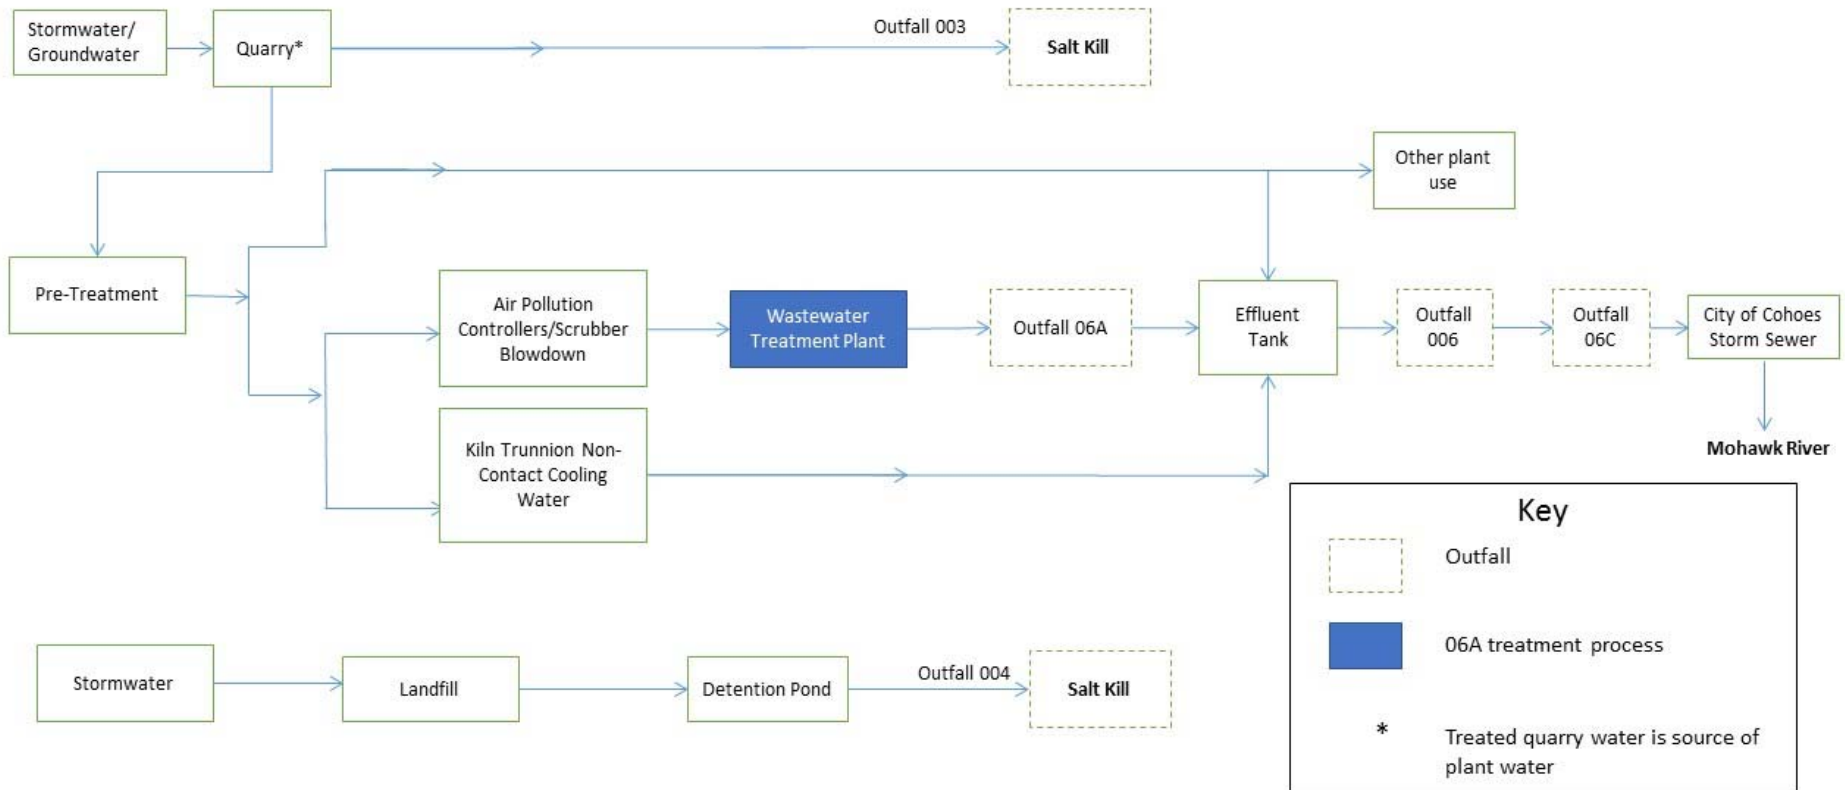 Stormwater/
Groundwater
Quarry*
Outfall 003
Salt Kill
Other plant
use
Pre-Treatment
Air Pollution
Controllers/Scrubber
Blowdown
Wastewater
Treatment Plant
Outfall 06A
Effluent
Tank
Outfall
006
Outfall
06C
City of Cohoes
Storm Sewer
Mohawk River
Kiln Trunnion Non-
Contact Cooling
Water
Stormwater
Landfill
Detention Pond
Outfall 004
Salt Kill
Key
Outfall
06A treatment process
*
Treated quarry water is source of
plant water